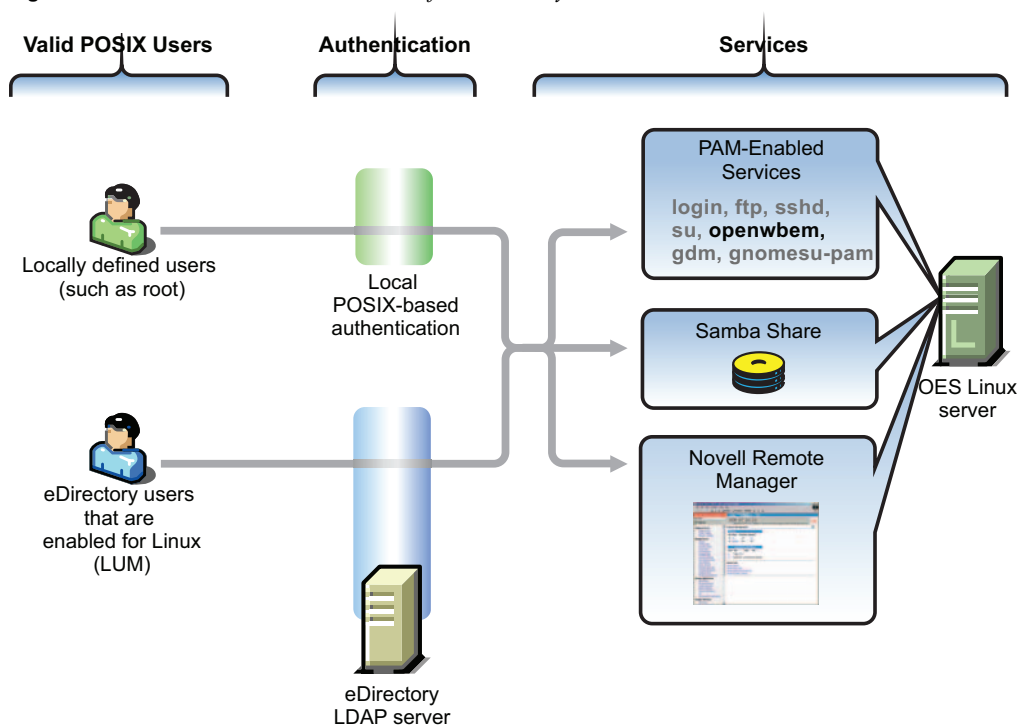 Valid POSIX Users
Authentication
Services
Locally defined users
(such as root)
Local
POSIX-based
authentication
PAM-Enabled
Services
login, ftp, sshd,
su, openwbem,
gdm, gnomesu-pam
Samba Share
OES Linux
server
eDirectory users
that are
enabled for Linux
(LUM)
eDirectory
LDAP server
Novell Remote
Manager